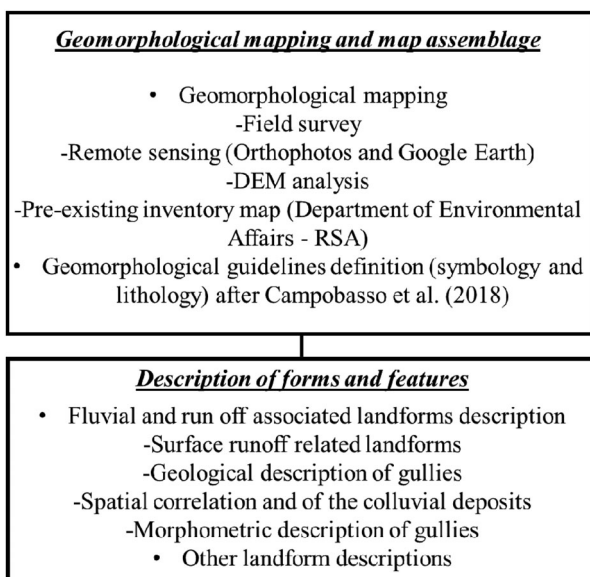 Geomorphological mapping and map assemblage
• Geomorphological mapping
-Field survey
-Remote sensing (Orthophotos and Google Earth)
-DEM analysis
-Pre-existing inventory map (Department of Environmental
Affairs - RSA)
• Geomorphological guidelines definition (symbology and
lithology) after Campobasso et al. (2018)
Description of forms and features
• Fluvial and run off associated landforms description
-Surface runoff related landforms
-Geological description of gullies
-Spatial correlation and of the colluvial deposits
-Morphometric description of gullies
• Other landform descriptions